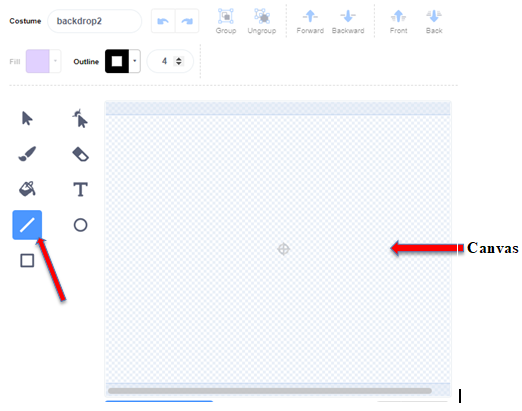 Costume backdrop2
Group Ungroup Forward Backward Front Back
Fill Outline 4
T
Canvas